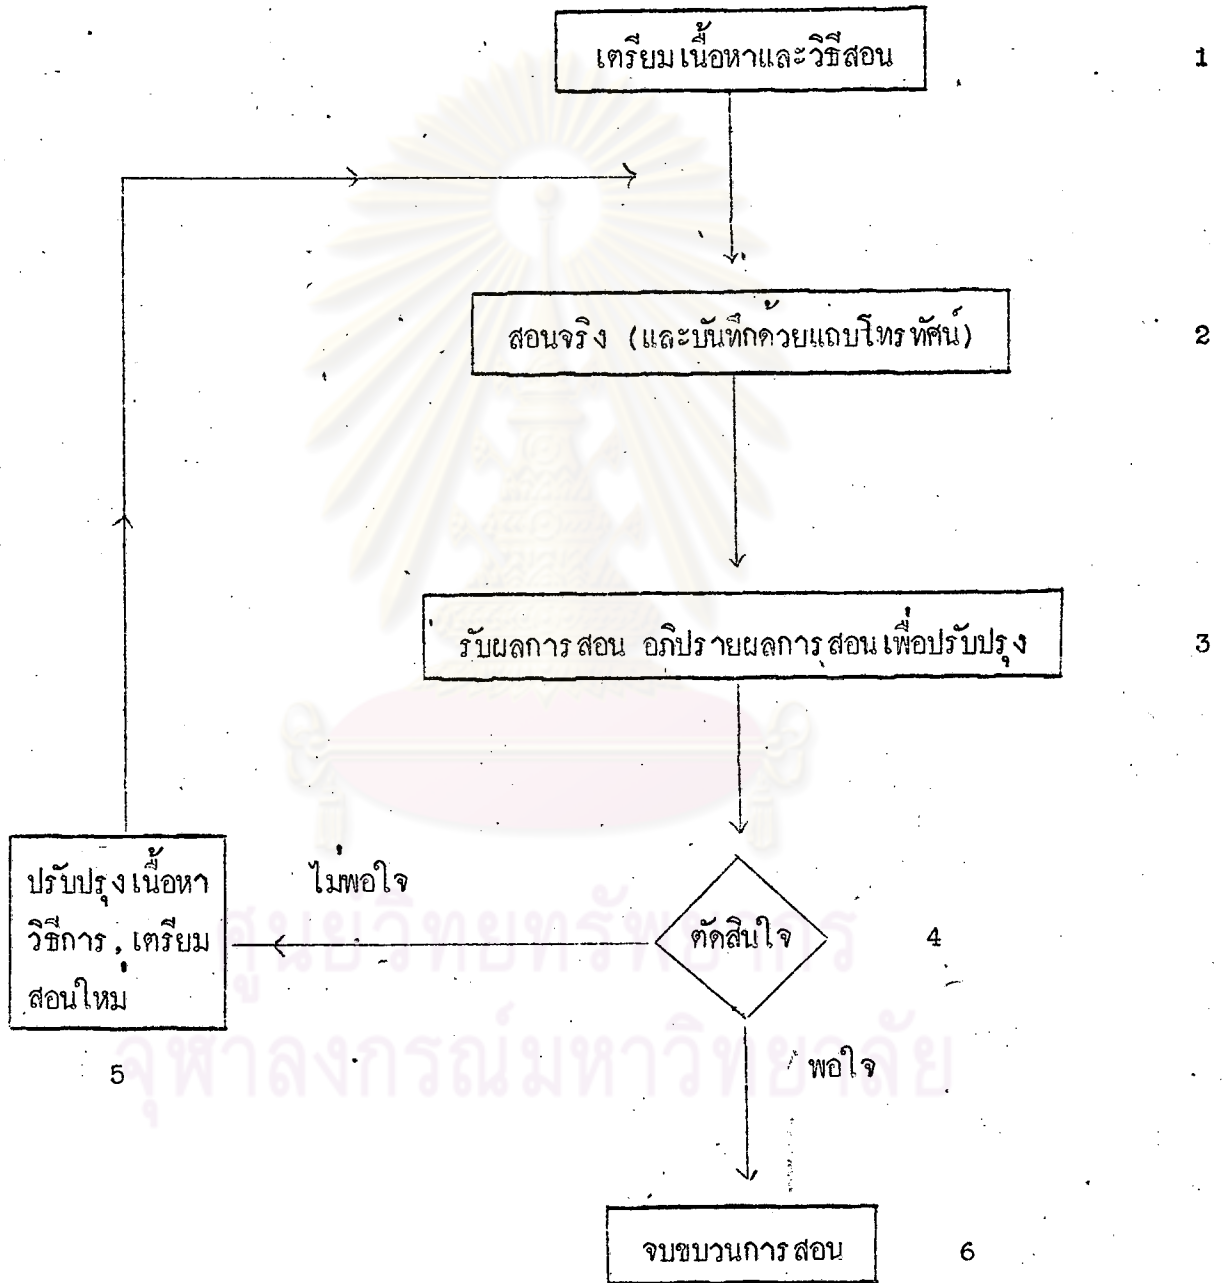 เตรียมเนื้อหาและวิธีสอน
1
สอนจริง (และบันทึกด้วยแถบโทรทัศน์)
2
รับผลการสอน อภิปรายผลการสอนเพื่อปรับปรุง
3
ปรับปรุงเนื้อหา
วิธีการ, เตรียม
สอนใหม่
5
ไม่พอใจ
ตัดสินใจ
4
พอใจ
จบขบวนการสอน
6
ศูนย์วิทยทรัพยากร
จุฬาลงกรณ์มหาวิทยาลัย